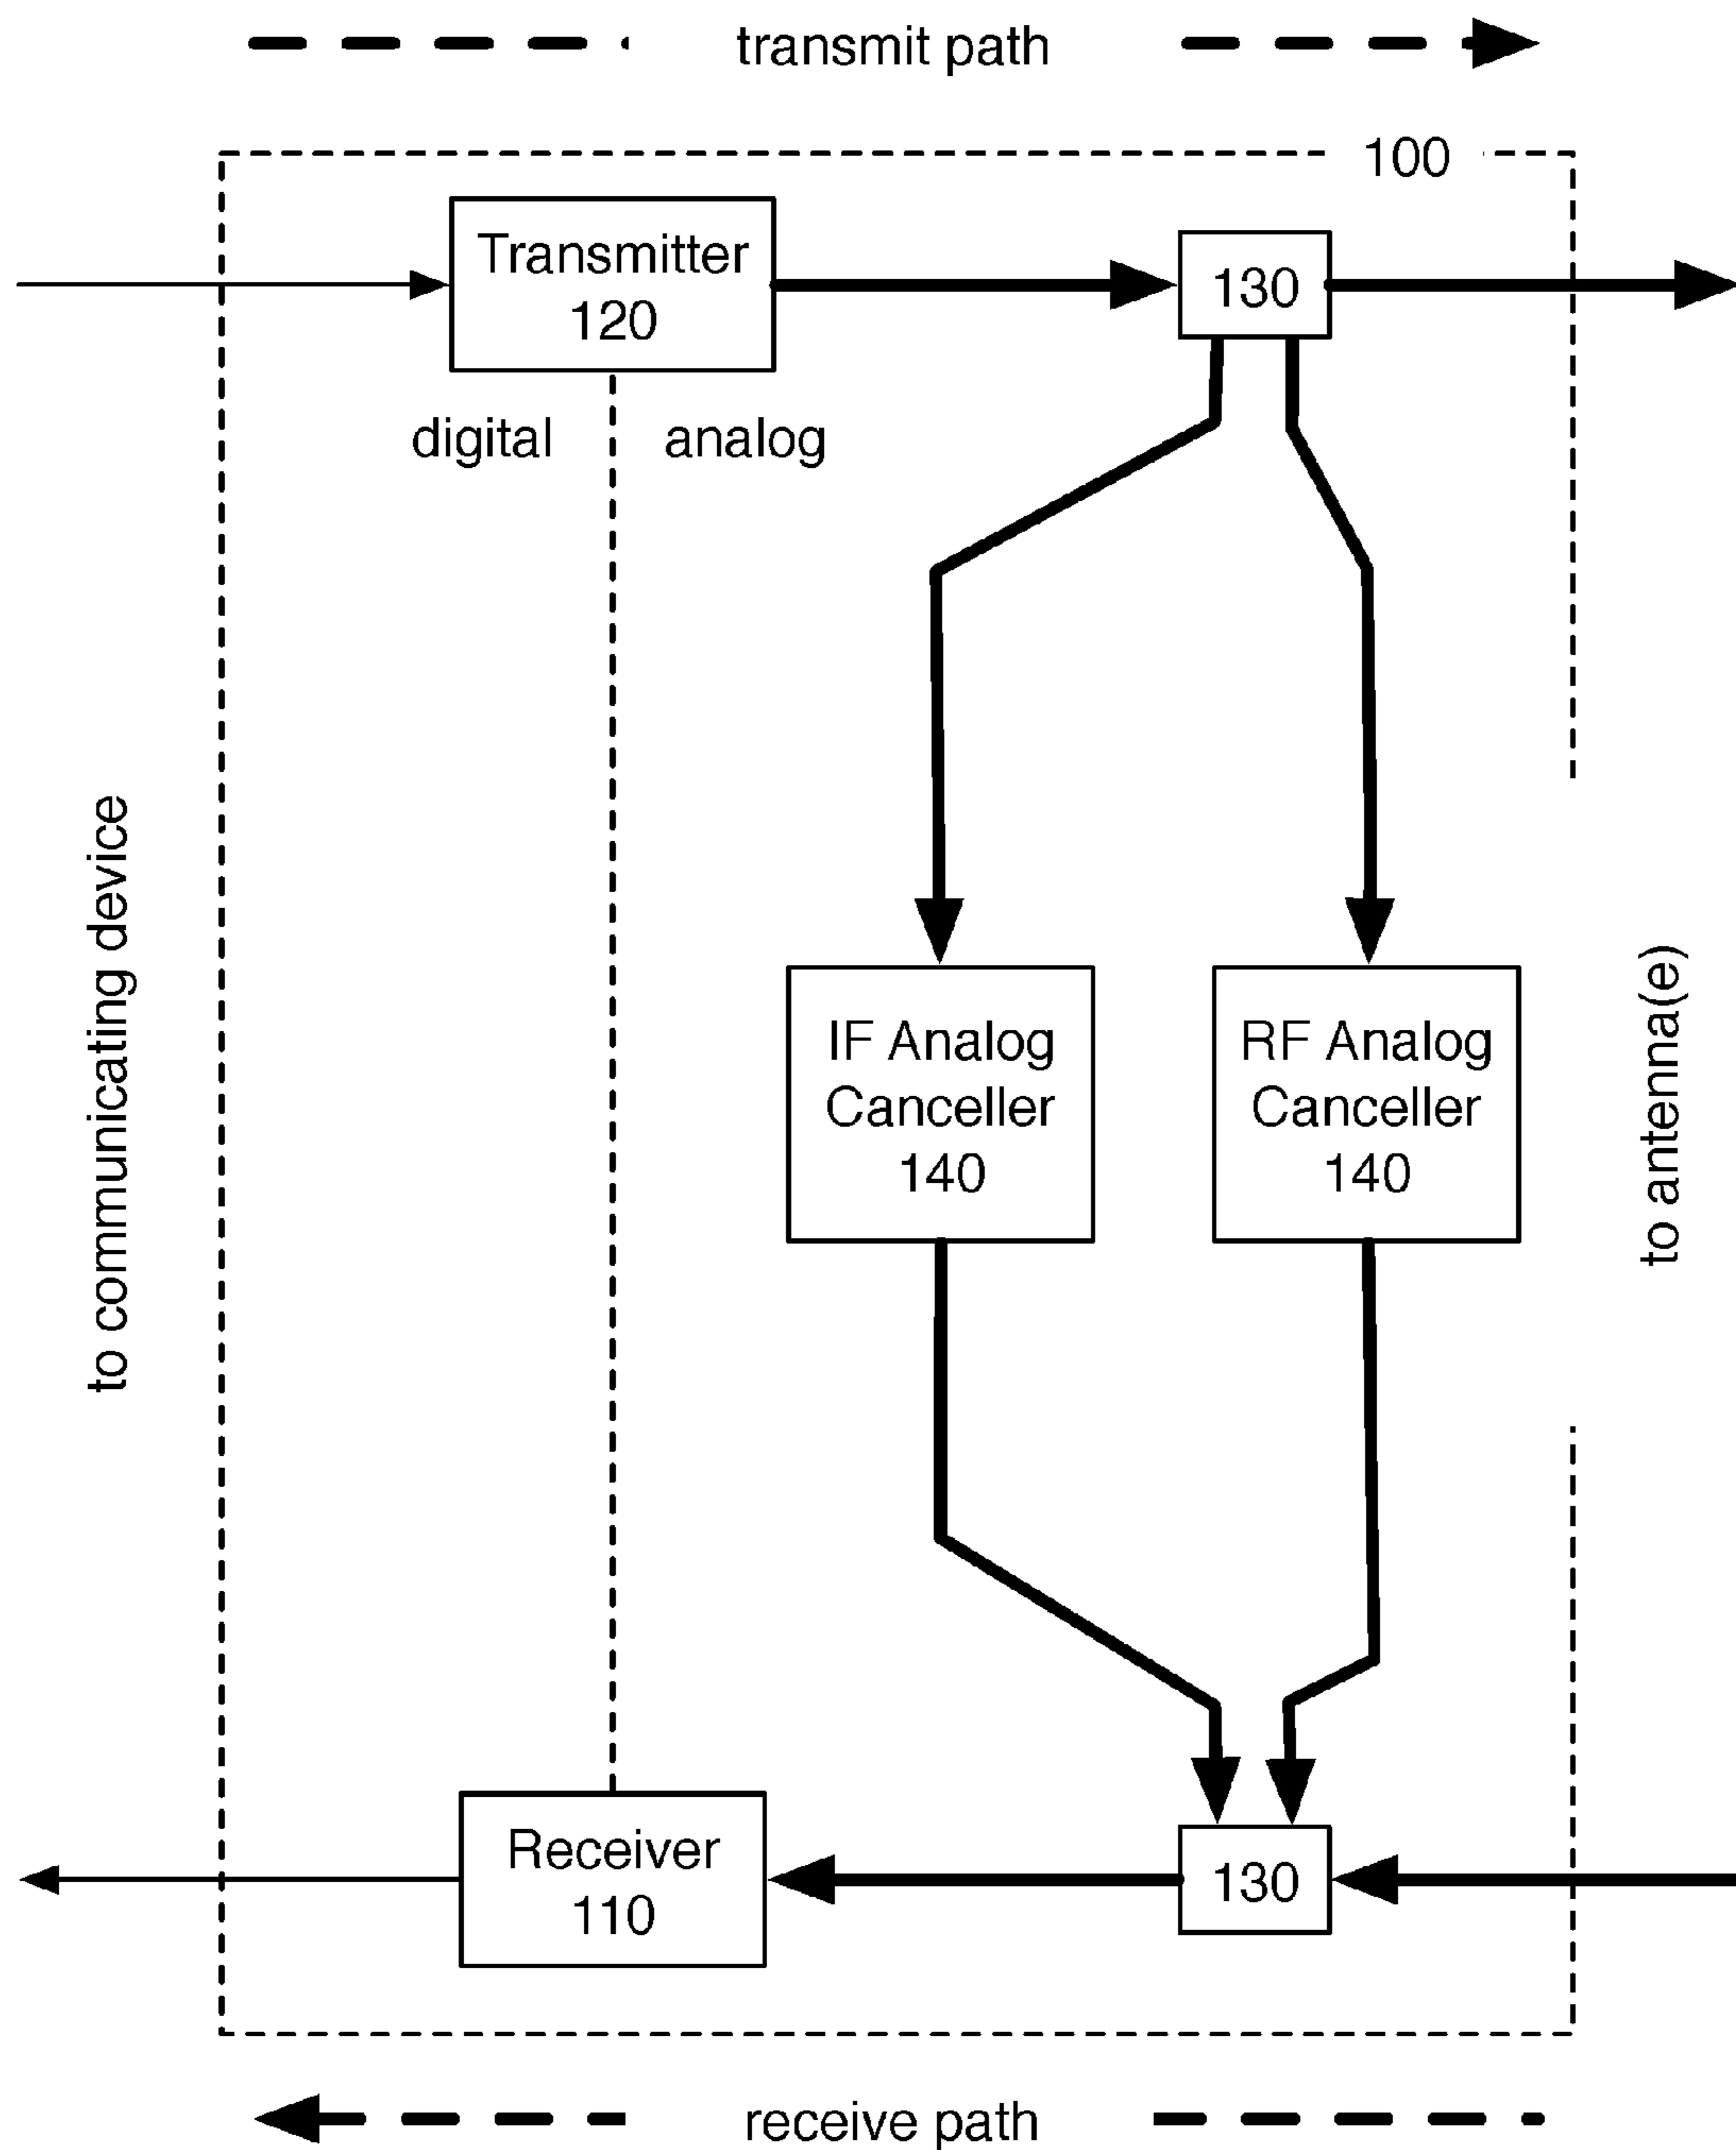 transmit path
100
Transmitter
120
130
digital
analog
to communicating device
IF Analog
Canceller
140
RF Analog
Canceller
140
to antenna(e)
Receiver
110
130
receive path